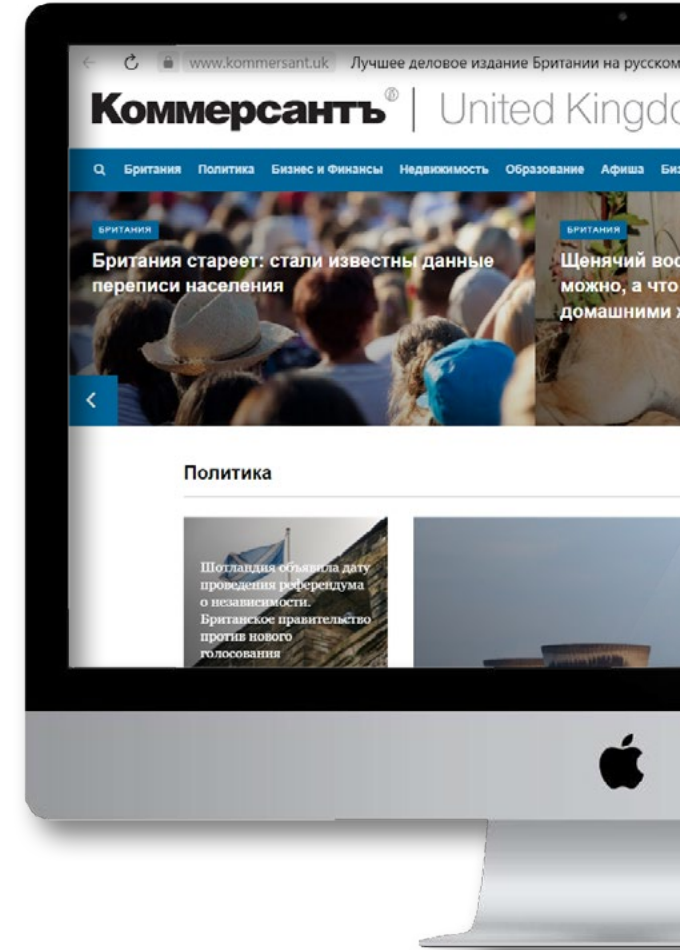 www.kommersant.uk Лучшее деловое издание Британии на русском
Коммерсантъ® | United
Британия Политика Бизнес и Финансы Недвижимость Образование Афиша
БРИТАНИЯ
Британия стареет: стали известны данные
переписи населения
БРИТАНИЯ
Щенячий
можно, а что
домашними
Политика
Шотландия объявила дату
проведения референдума
о независимости.
Британское правительство
против нового
голосования